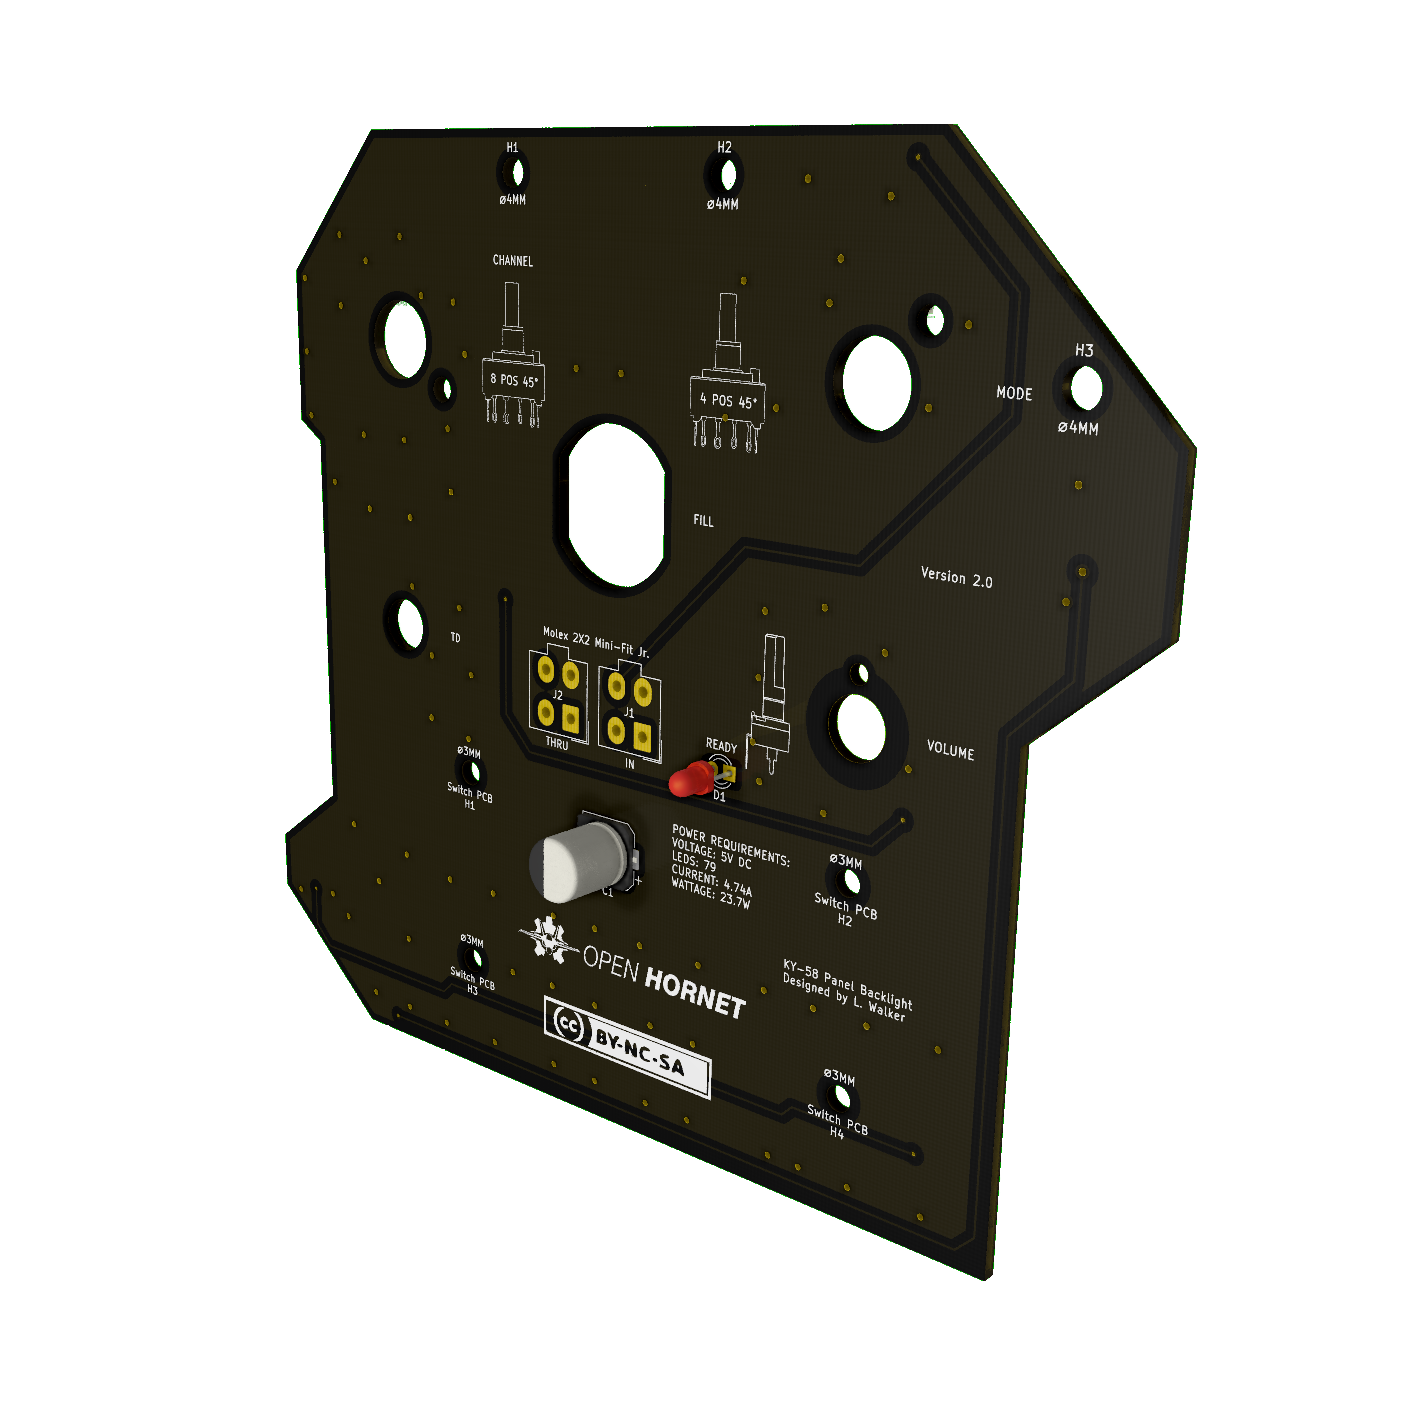 H1
ø4MM
H2
ø4MM
CHANNEL
8 POS 45°
4 POS 45°
H3
ø4MM
MODE
FILL
Version 2.0
TD
Molex 2X2 Mini-Fit Jr.
J2
THRU
J1
IN
READY
D1
VOLUME
ø3MM
Switch PCB
H1
POWER REQUIREMENTS:
VOLTAGE: 5V DC
LEDS: 79
CURRENT: 4.74A
WATTAGE: 23.7W
+
C1
ø3MM
Switch PCB
H2
OPEN HORNET
ø3MM
Switch PCB
H3
KY-58 Panel Backlight
Designed by L. Walker
cc BY-NC-SA
ø3MM
Switch PCB
H4